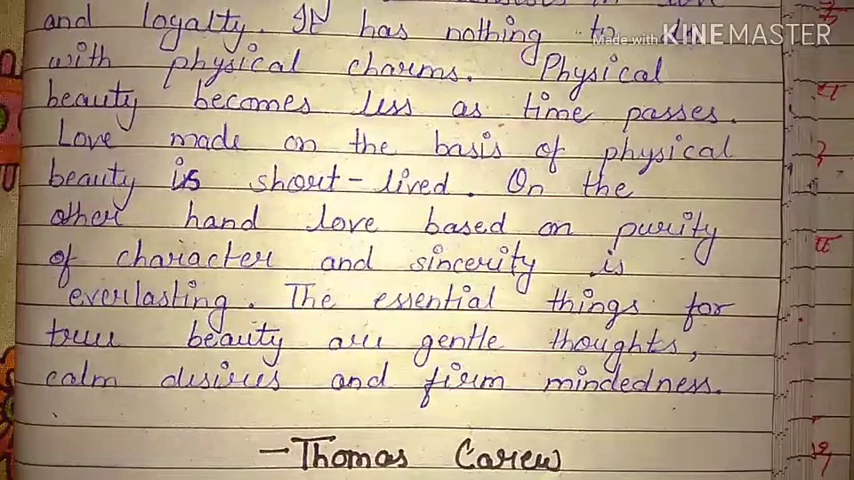 and loyalty. It has nothing to do
Made with KINEMASTER
with physical charms. Physical
beauty becomes less as time passes.
Love made on the basis of physical
beauty is short-lived. On the
other hand love based on purity
of character and sincerity is
everlasting. The essential things for
true beauty are gentle thoughts,
calm desires and firm mindedness.
— Thomas Carew